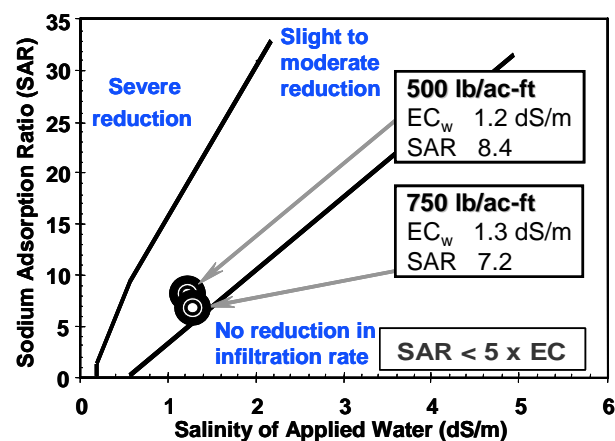 Sodium Adsorption Ratio (SAR)
35
30
25
20
15
10
5
0
Severe
reduction
Slight to
moderate
reduction
500 lb/ac-ft
ECw 1.2 dS/m
SAR 8.4
750 lb/ac-ft
ECw 1.3 dS/m
SAR 7.2
No reduction in
infiltration rate
SAR < 5 x EC
0 1 2 3 4 5 6
Salinity of Applied Water (dS/m)